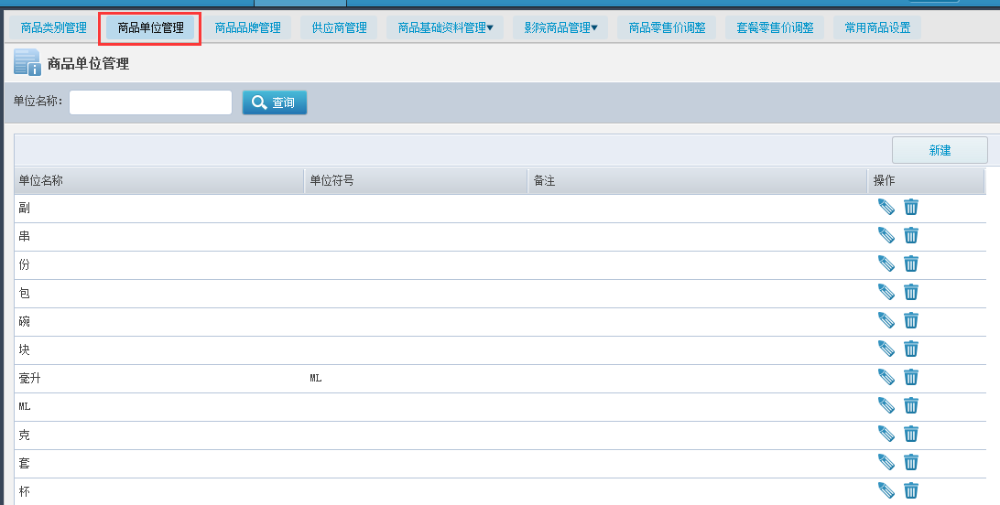 商品类别管理 商品单位管理 商品品牌管理 供应商管理 商品基础资料管理▼ 影院商品管理▼ 商品零售价调整 套餐零售价调整 常用商品设置
商品单位管理
单位名称: 查询
新建
单位名称 单位符号 备注 操作
副
串
份
包
碗
块
毫升 ML
ML
克
套
杯